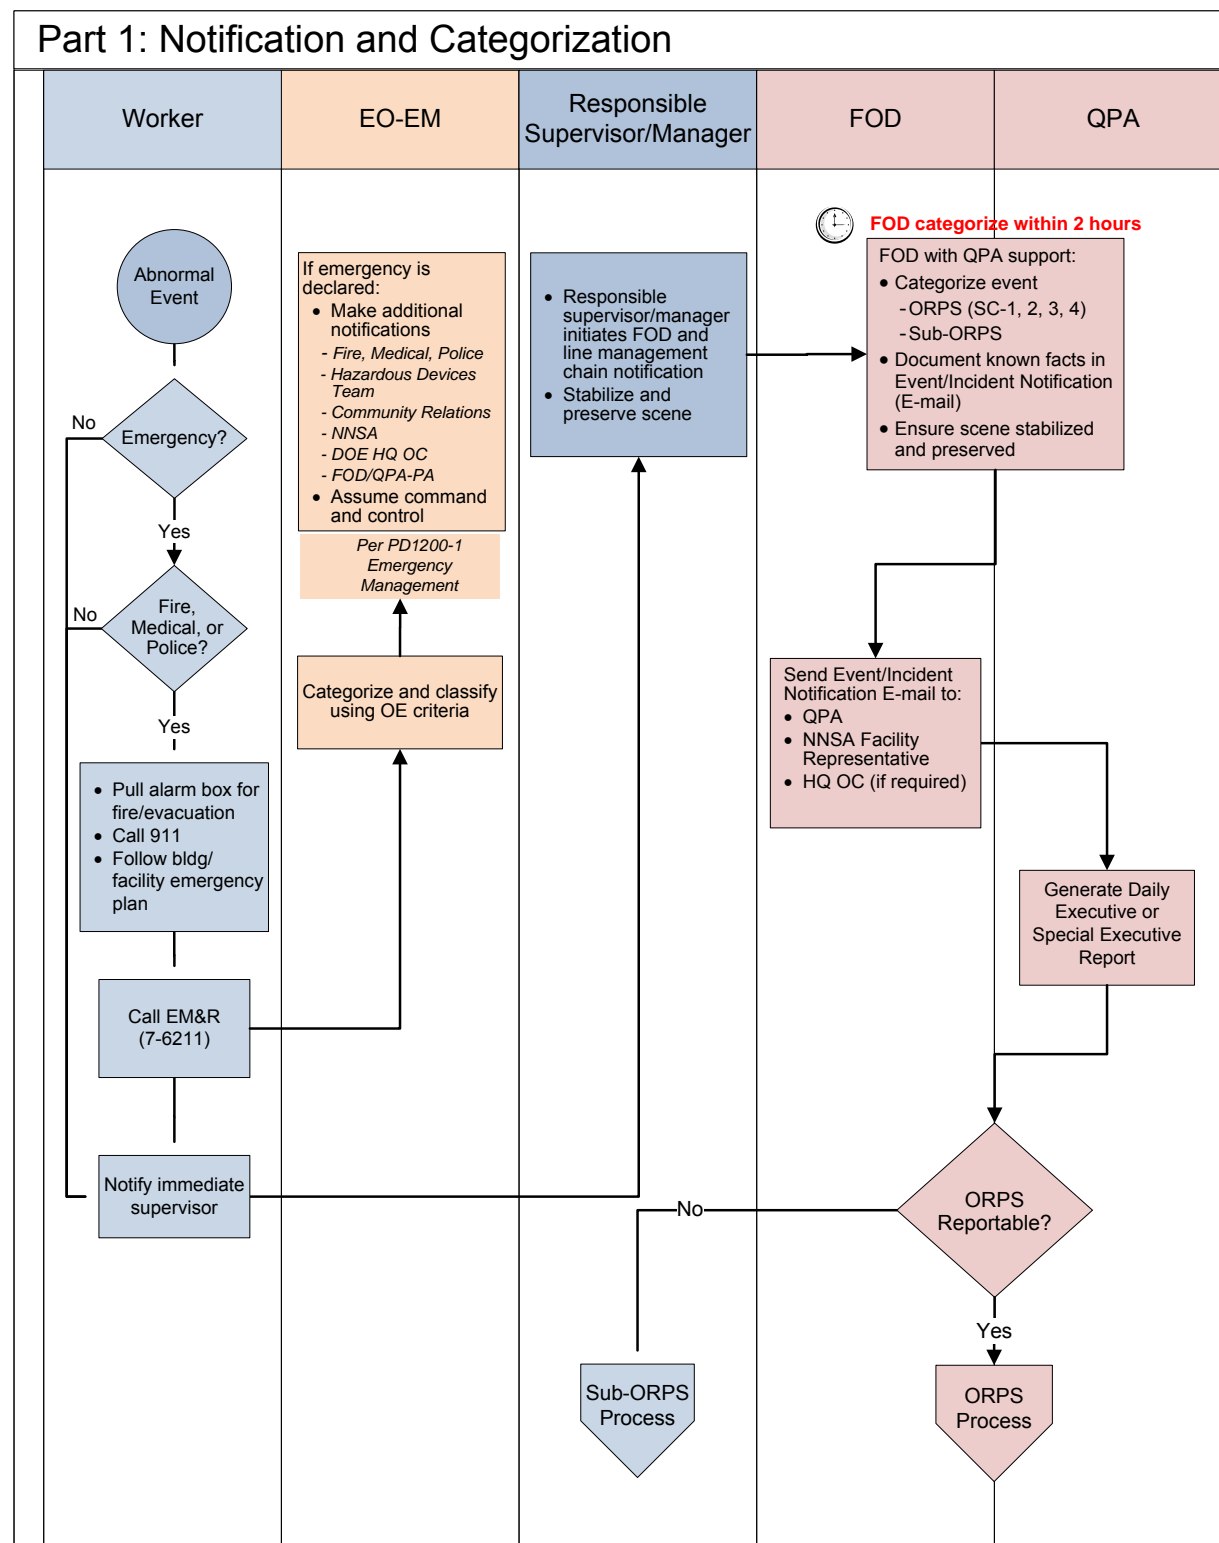 Part 1: Notification and Categorization
Worker
EO-EM
Responsible
Supervisor/Manager
FOD
QPA
Abnormal
Event
Emergency?
No
Yes
Fire,
Medical, or
Police?
No
Yes
• Pull alarm box for
fire/evacuation
• Call 911
• Follow bldg/
facility emergency
plan
Call EM&R
(7-6211)
Notify immediate
supervisor
If emergency is
declared:
• Make additional
notifications
- Fire, Medical, Police
- Hazardous Devices
Team
- Community Relations
- NNSA
- DOE HQ OC
- FOD/QPA-PA
• Assume command
and control
Per PD1200-1
Emergency
Management
Categorize and classify
using OE criteria
• Responsible
supervisor/manager
initiates FOD and
line management
chain notification
• Stabilize and
preserve scene
FOD categorize within 2 hours
FOD with QPA support:
• Categorize event
- ORPS (SC-1, 2, 3, 4)
- Sub-ORPS
• Document known facts in
Event/Incident Notification
(E-mail)
• Ensure scene stabilized
and preserved
Send Event/Incident
Notification E-mail to:
• QPA
• NNSA Facility
Representative
• HQ OC (if required)
Generate Daily
Executive or
Special Executive
Report
ORPS
Reportable?
No
Yes
Sub-ORPS
Process
ORPS
Process